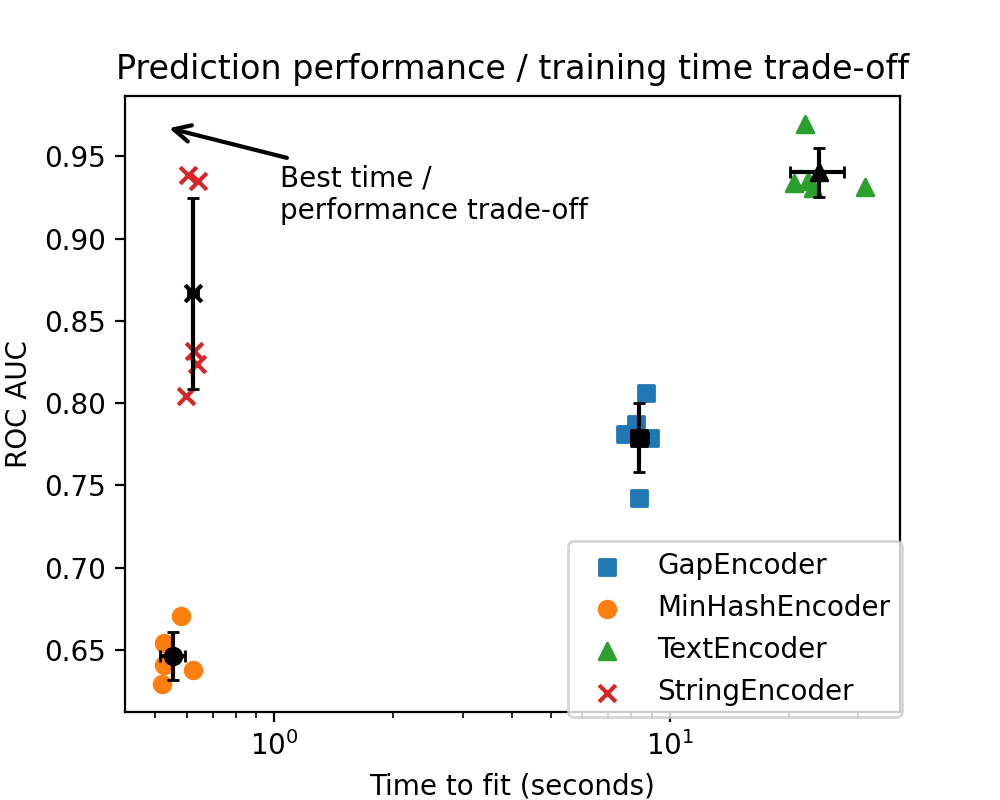 Prediction performance / training time trade-off
Best time /
performance trade-off
0.95
0.90
0.85
0.80
0.75
0.70
0.65
ROC AUC
GapEncoder
MinHashEncoder
TextEncoder
StringEncoder
10⁰
10¹
Time to fit (seconds)